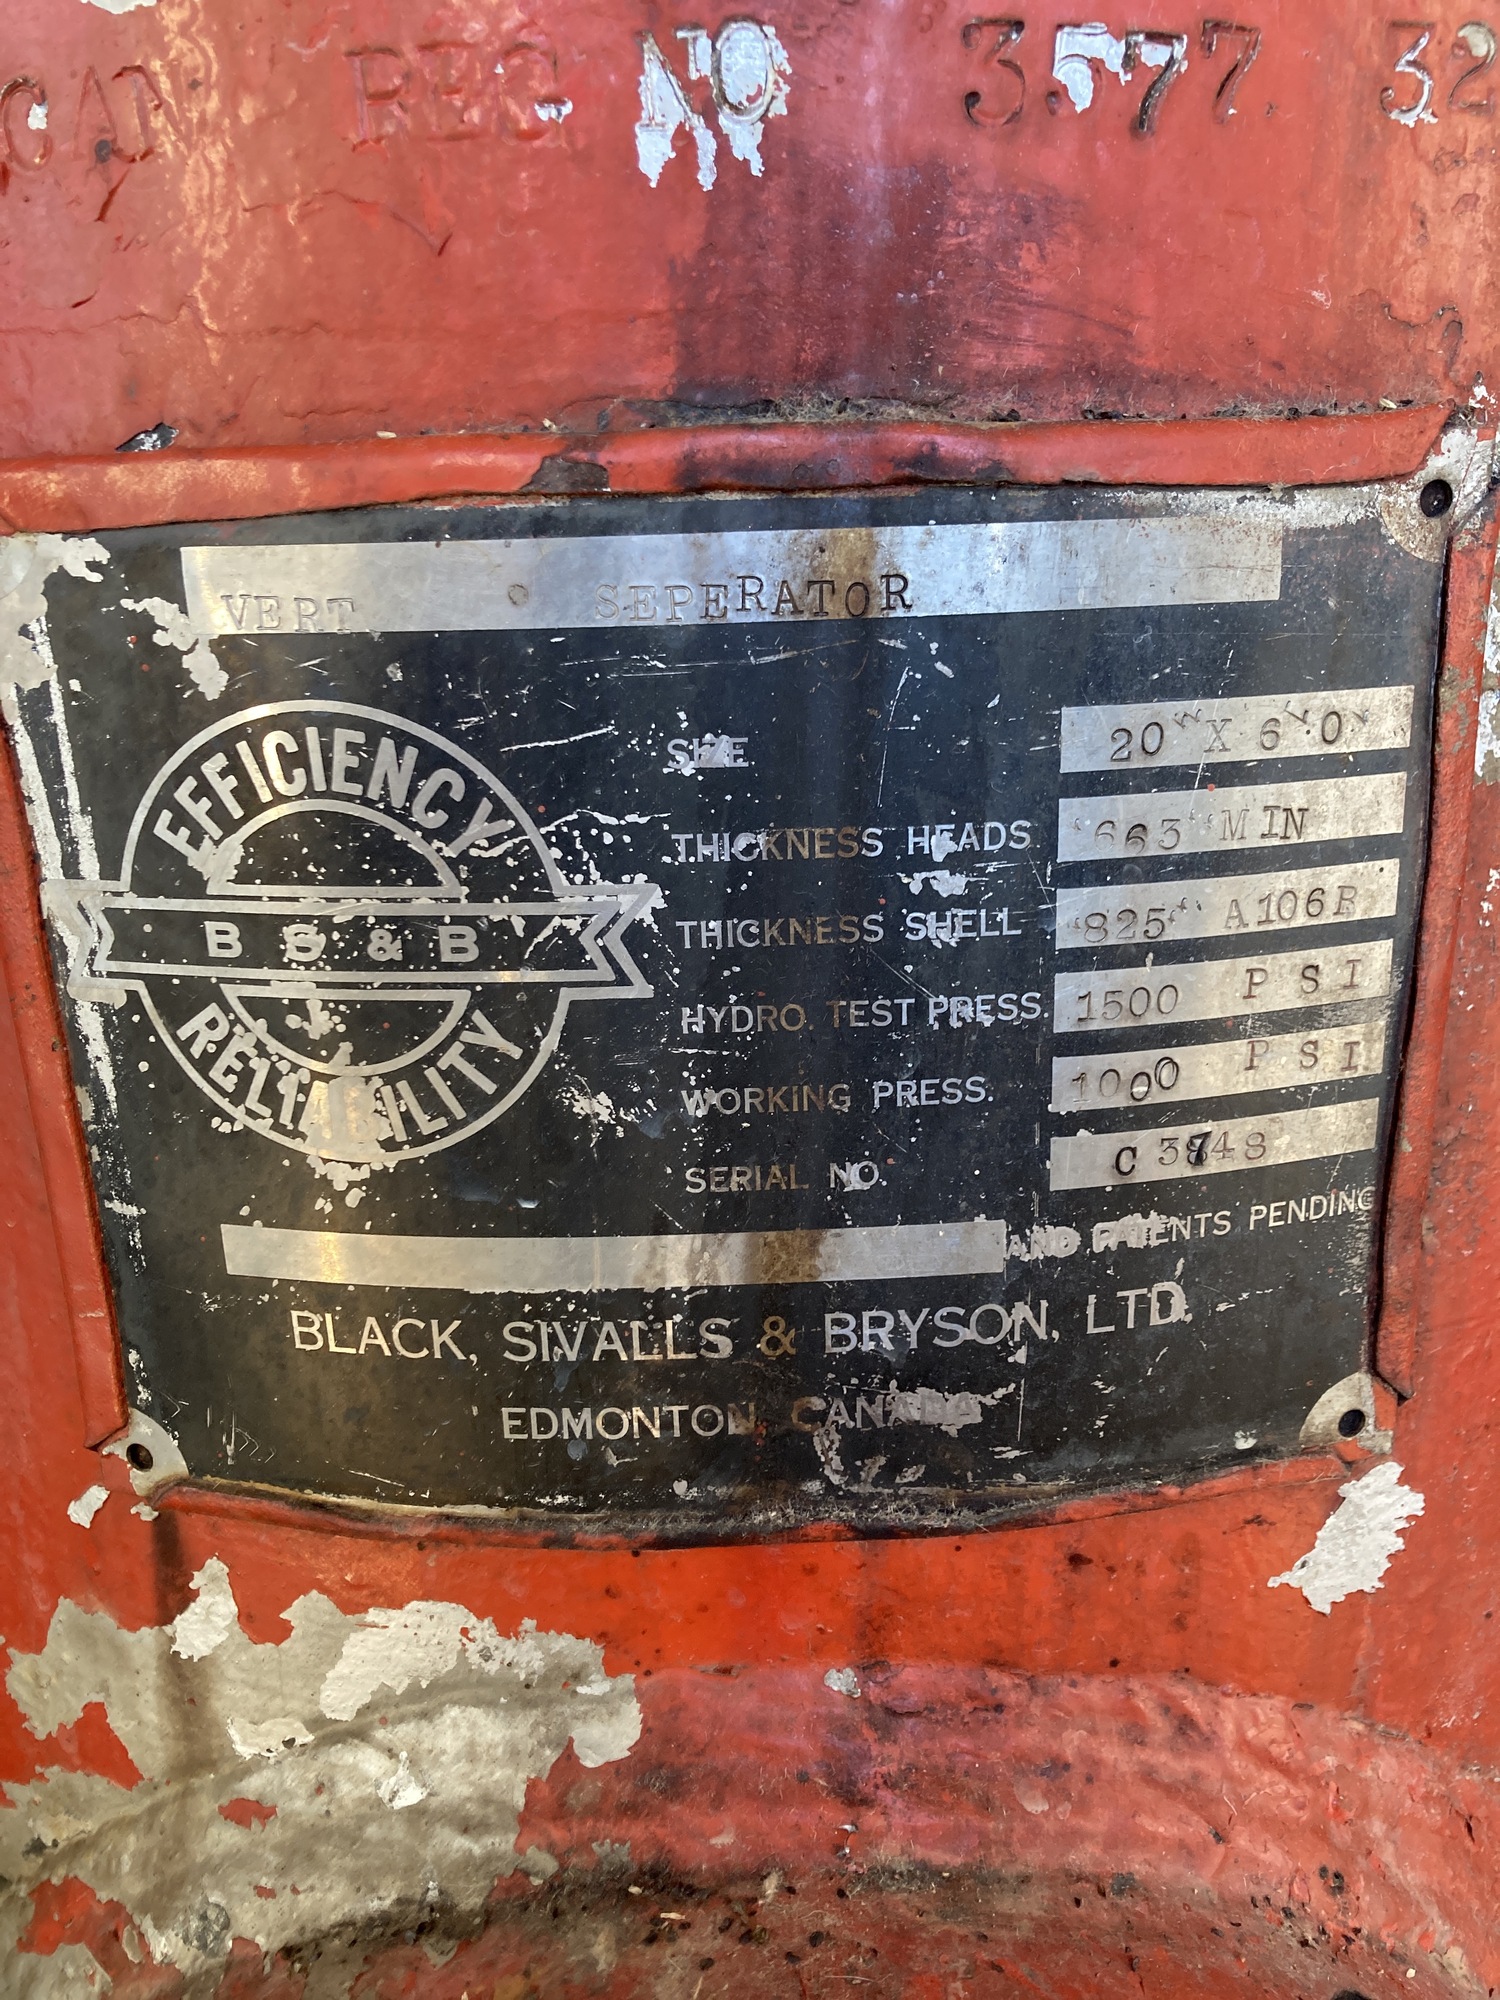 CAN REG NO 3577 32
VERT O SEPERATOR
EFFICIENCY
B S & B
RELIABILITY
SIZE 20" X 6'0"
THICKNESS HEADS "663" MIN
THICKNESS SHELL "825" A106B
HYDRO. TEST PRESS. 1500 PSI
WORKING PRESS. 1000 PSI
SERIAL NO. C 3748
AND PATENTS PENDING
BLACK, SIVALLS & BRYSON, LTD.
EDMONTON, CANADA